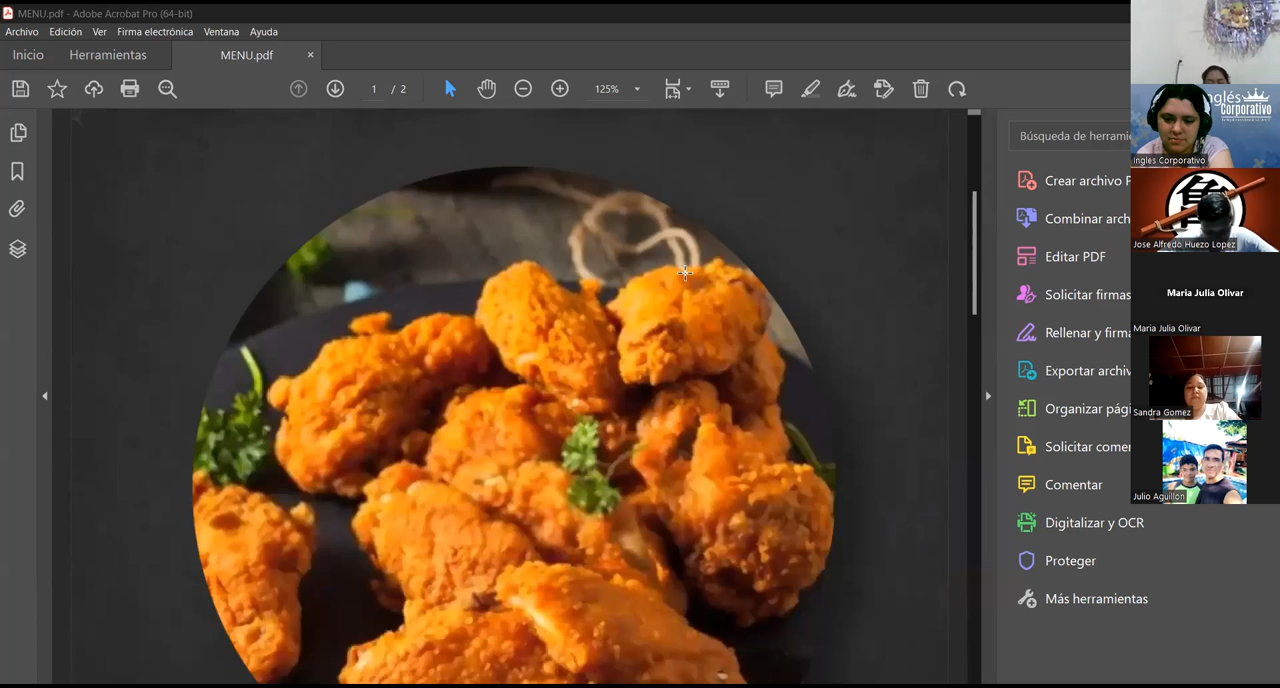 MENU.pdf - Adobe Acrobat Pro (64-bit)
Archivo Edición Ver Firma electrónica Ventana Ayuda
Inicio Herramientas MENU.pdf ×
1 / 2 125%
Búsqueda de herrami
Crear archivo P
Combinar arch
Editar PDF
Solicitar firmas
Rellenar y firma
Exportar archiv
Organizar pági
Solicitar comen
Comentar
Digitalizar y OCR
Proteger
Más herramientas
Inglés
Corporativo
Ingles Corporativo
Jose Alfredo Huezo Lopez
Maria Julia Olivar
Maria Julia Olivar
Sandra Gomez
Julio Aguillon